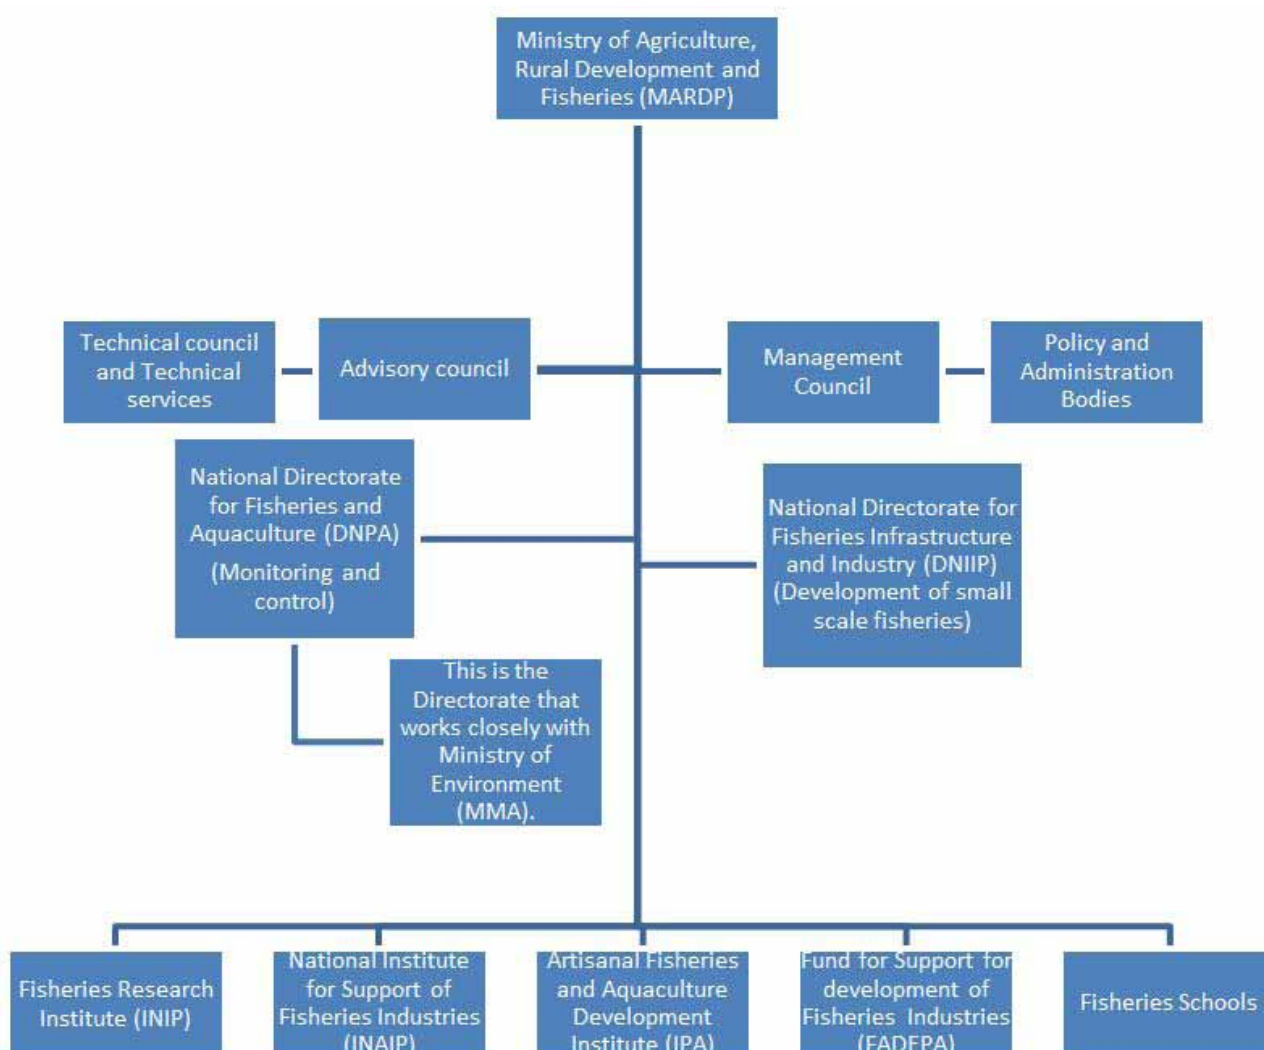 Ministry of Agriculture,
Rural Development and
Fisheries (MARDP)
Technical council
and Technical
services
Advisory council
Management
Council
Policy and
Administration
Bodies
National Directorate
for Fisheries and
Aquaculture (DNPA)
(Monitoring and
control)
National Directorate for
Fisheries Infrastructure
and Industry (DNIIP)
(Development of small
scale fisheries)
This is the
Directorate that
works closely with
Ministry of
Environment
(MMA).
Fisheries Research
Institute (INIP)
National Institute
for Support of
Fisheries Industries
(INAIP)
Artisanal Fisheries
and Aquaculture
Development
Institute (IPA)
Fund for Support for
development of
Fisheries Industries
(FADEPA)
Fisheries Schools